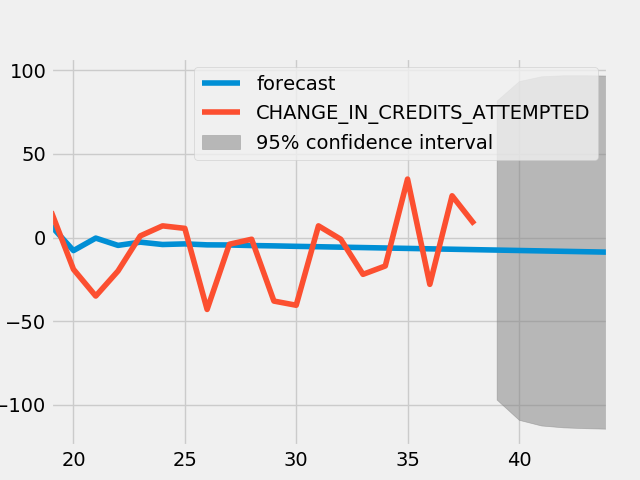 100
50
0
−50
−100
forecast
CHANGE_IN_CREDITS_ATTEMPTED
95% confidence interval
20 25 30 35 40